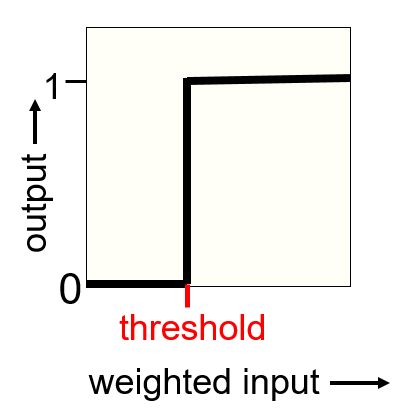 1
output
0
threshold
weighted input